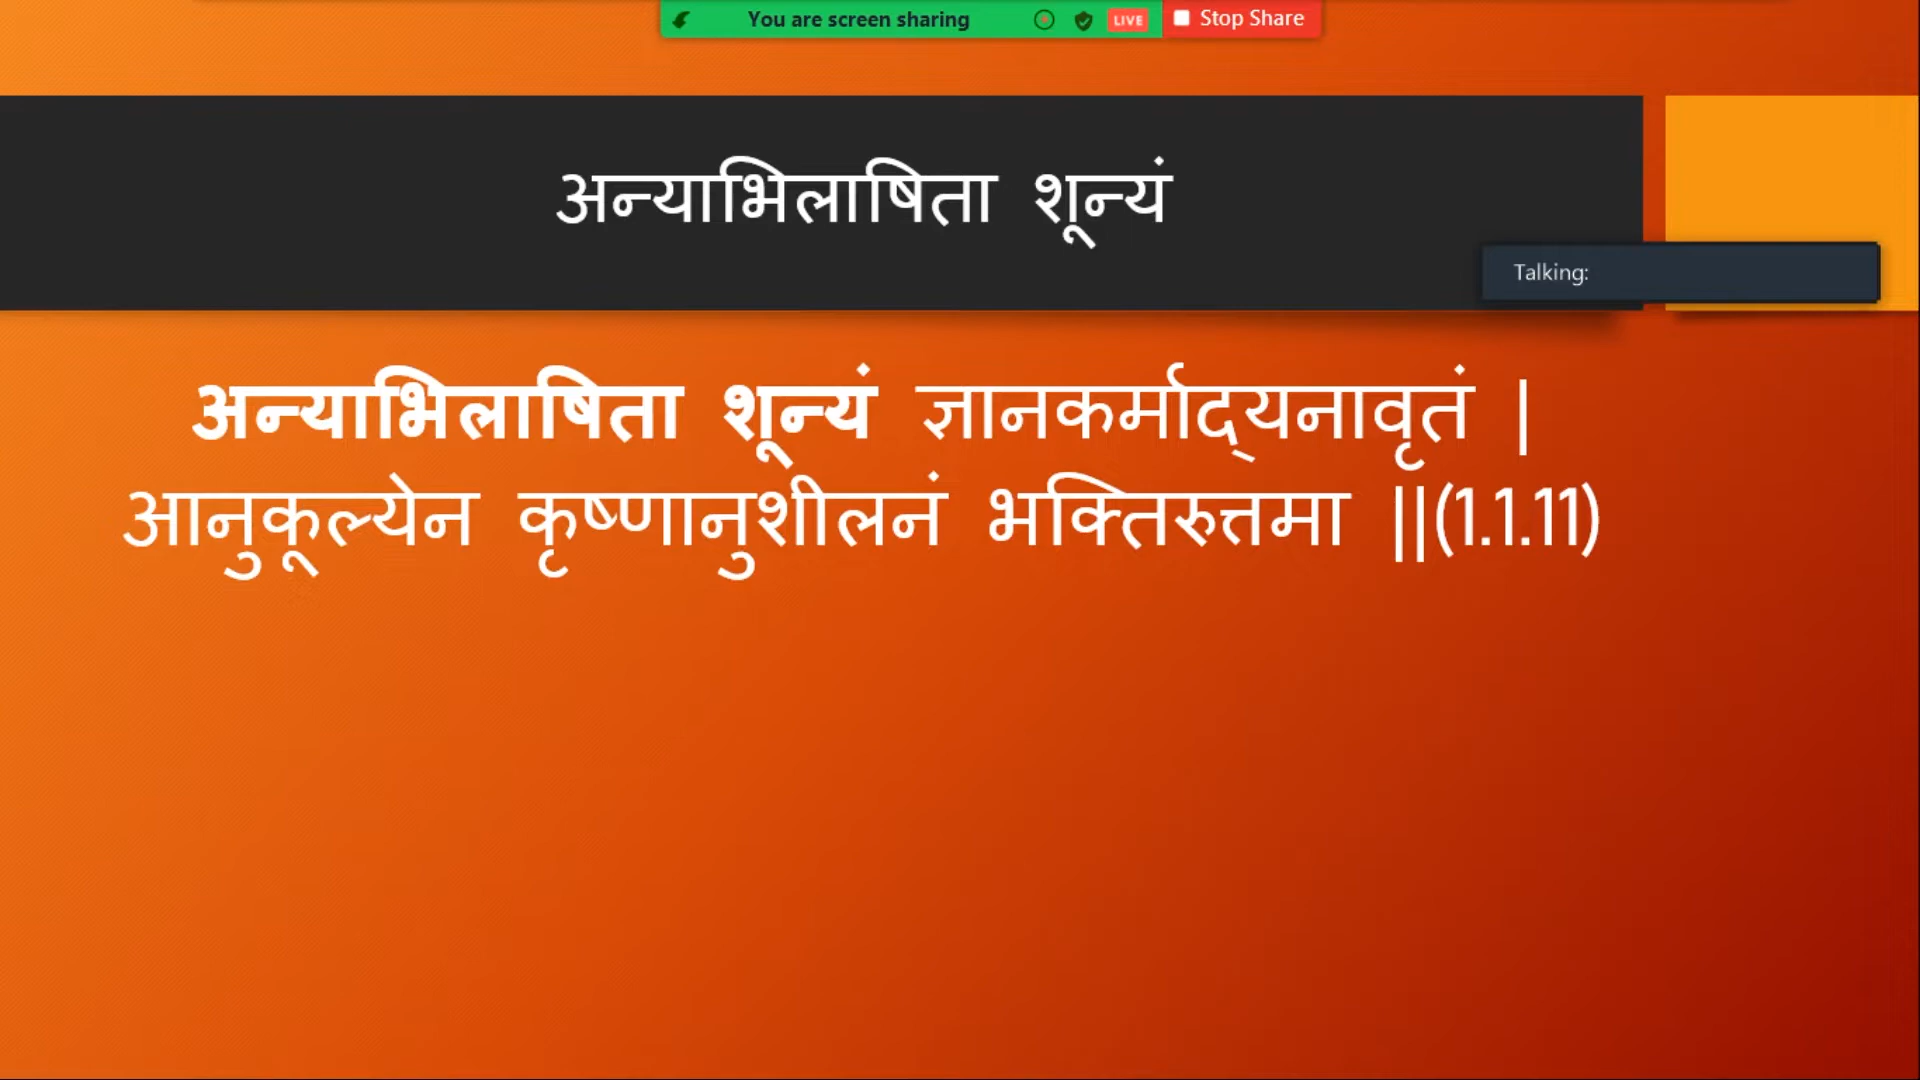 You are screen sharing LIVE Stop Share
अन्याभिलाषिता शून्यं
Talking:
अन्याभिलाषिता शून्यं ज्ञानकर्माद्‌यनावृतं |
आनुकूल्येन कृष्णानुशीलनं भक्तिरुत्तमा ||(1.1.11)